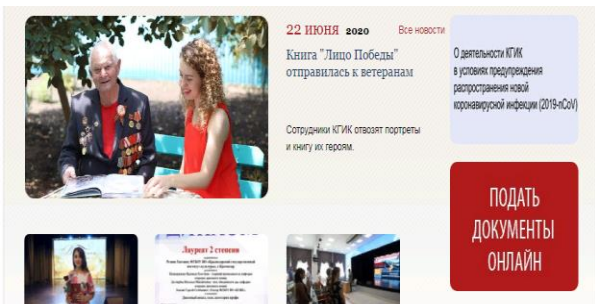 22 ИЮНЯ 2020
Все новости
Книга "Лицо Победы"
отправилась к ветеранам
Сотрудники КГИК отвозят портреты
и книгу их героям.
О деятельности КГИК
в условиях предупреждения
распространения новой
коронавирусной инфекции (2019-nCoV)
ПОДАТЬ
ДОКУМЕНТЫ
ОНЛАЙН
Лауреат 2 степени